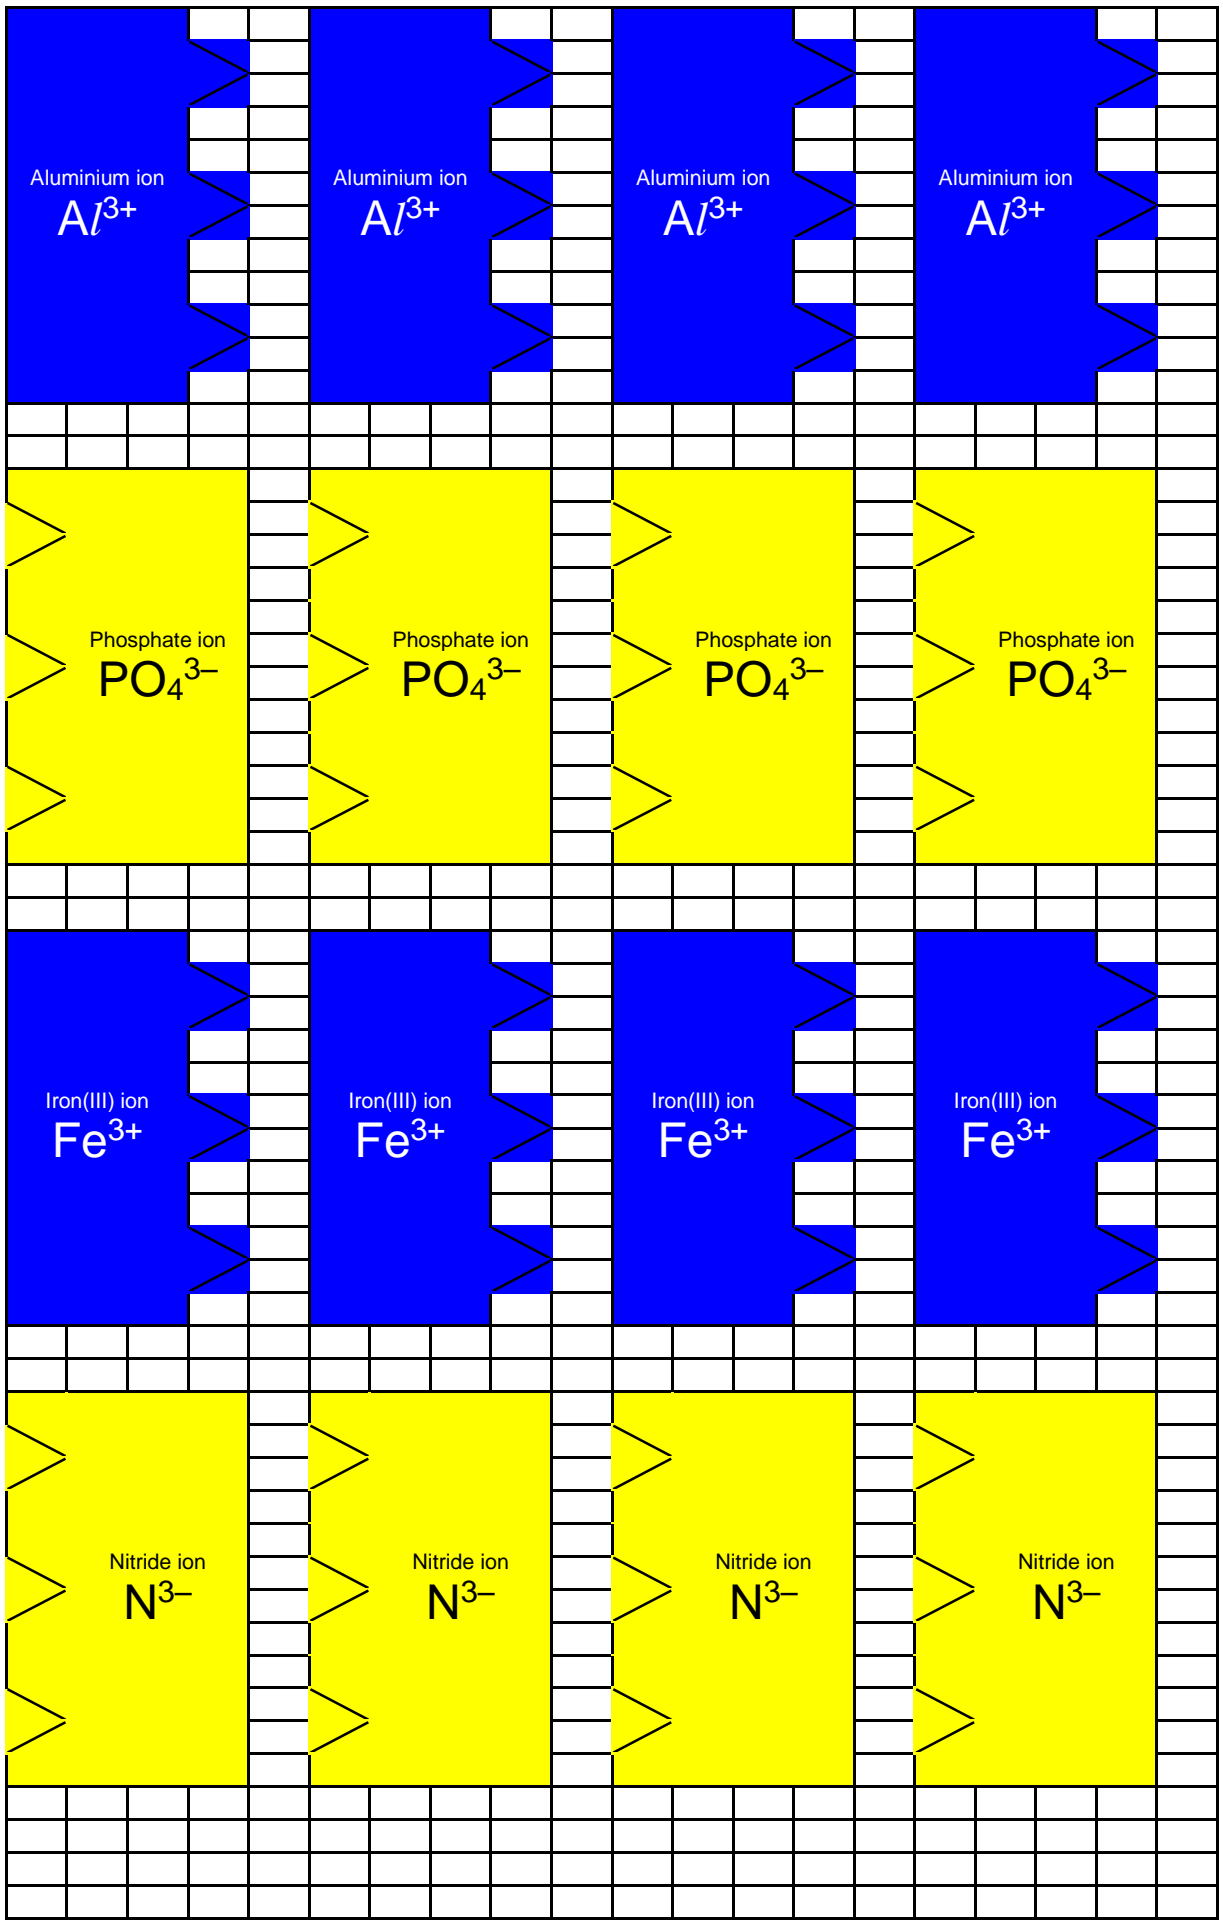 Aluminium ion Aluminium ion Aluminium ion Aluminium ion
Al³⁺ Al³⁺ Al³⁺ Al³⁺
Phosphate ion Phosphate ion Phosphate ion Phosphate ion
PO₄³⁻ PO₄³⁻ PO₄³⁻ PO₄³⁻
Iron(III) ion Iron(III) ion Iron(III) ion Iron(III) ion
Fe³⁺ Fe³⁺ Fe³⁺ Fe³⁺
Nitride ion Nitride ion Nitride ion Nitride ion
N³⁻ N³⁻ N³⁻ N³⁻